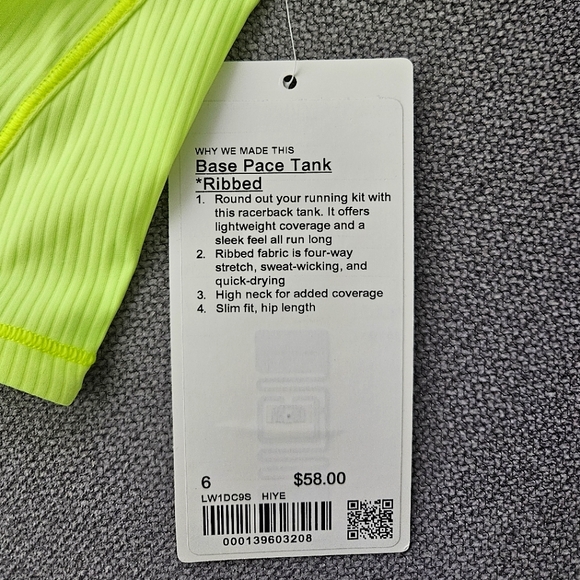 WHY WE MADE THIS
Base Pace Tank
*Ribbed
1. Round out your running kit with
this racerback tank. It offers
lightweight coverage and a
sleek feel all run long
2. Ribbed fabric is four-way
stretch, sweat-wicking, and
quick-drying
3. High neck for added coverage
4. Slim fit, hip length
6 $58.00
LW1DC9S HIYE
000139603208